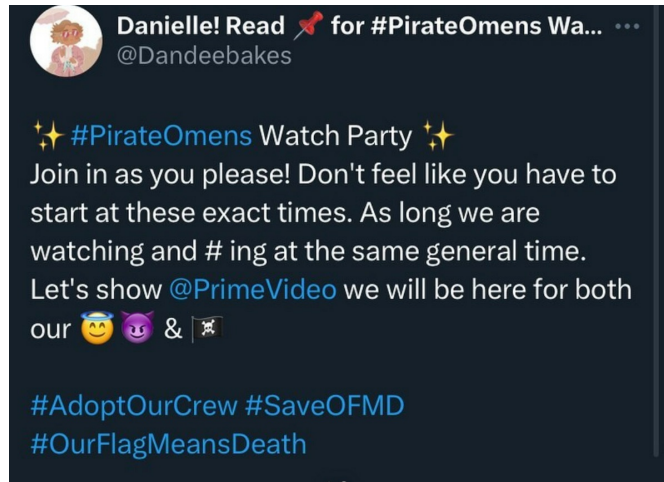 Danielle! Read 📌 for #PirateOmens Wa...
@Dandeebakes
✨ #PirateOmens Watch Party ✨
Join in as you please! Don't feel like you have to
start at these exact times. As long we are
watching and # ing at the same general time.
Let's show @PrimeVideo we will be here for both
our 😇 😈 & 🏴‍☠️
#AdoptOurCrew #SaveOFMD
#OurFlagMeansDeath